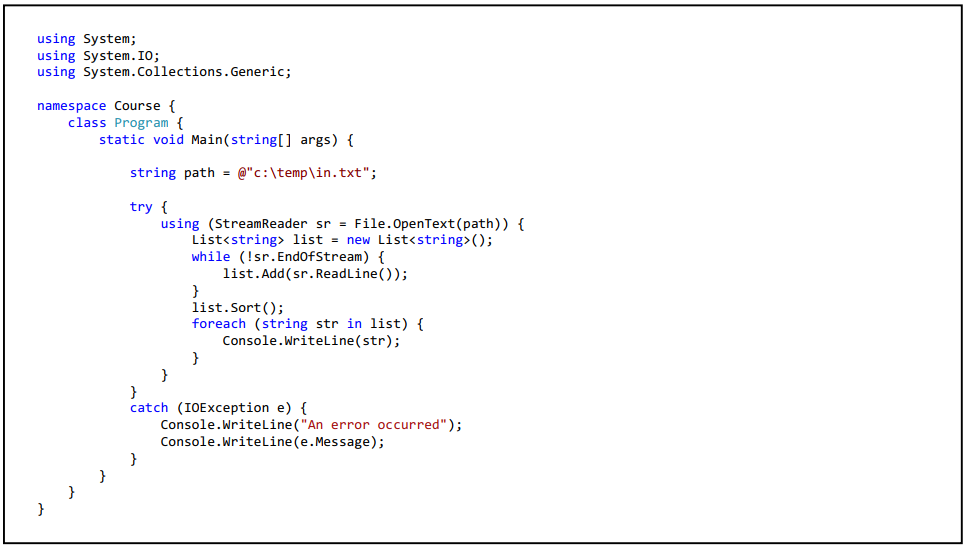 using System;
using System.IO;
using System.Collections.Generic;
namespace Course {
class Program {
static void Main(string[] args) {
string path = @"c:\temp\in.txt";
try {
using (StreamReader sr = File.OpenText(path)) {
List<string> list = new List<string>();
while (!sr.EndOfStream) {
list.Add(sr.ReadLine());
}
list.Sort();
foreach (string str in list) {
Console.WriteLine(str);
}
}
}
catch (IOException e) {
Console.WriteLine("An error occurred");
Console.WriteLine(e.Message);
}
}
}
}